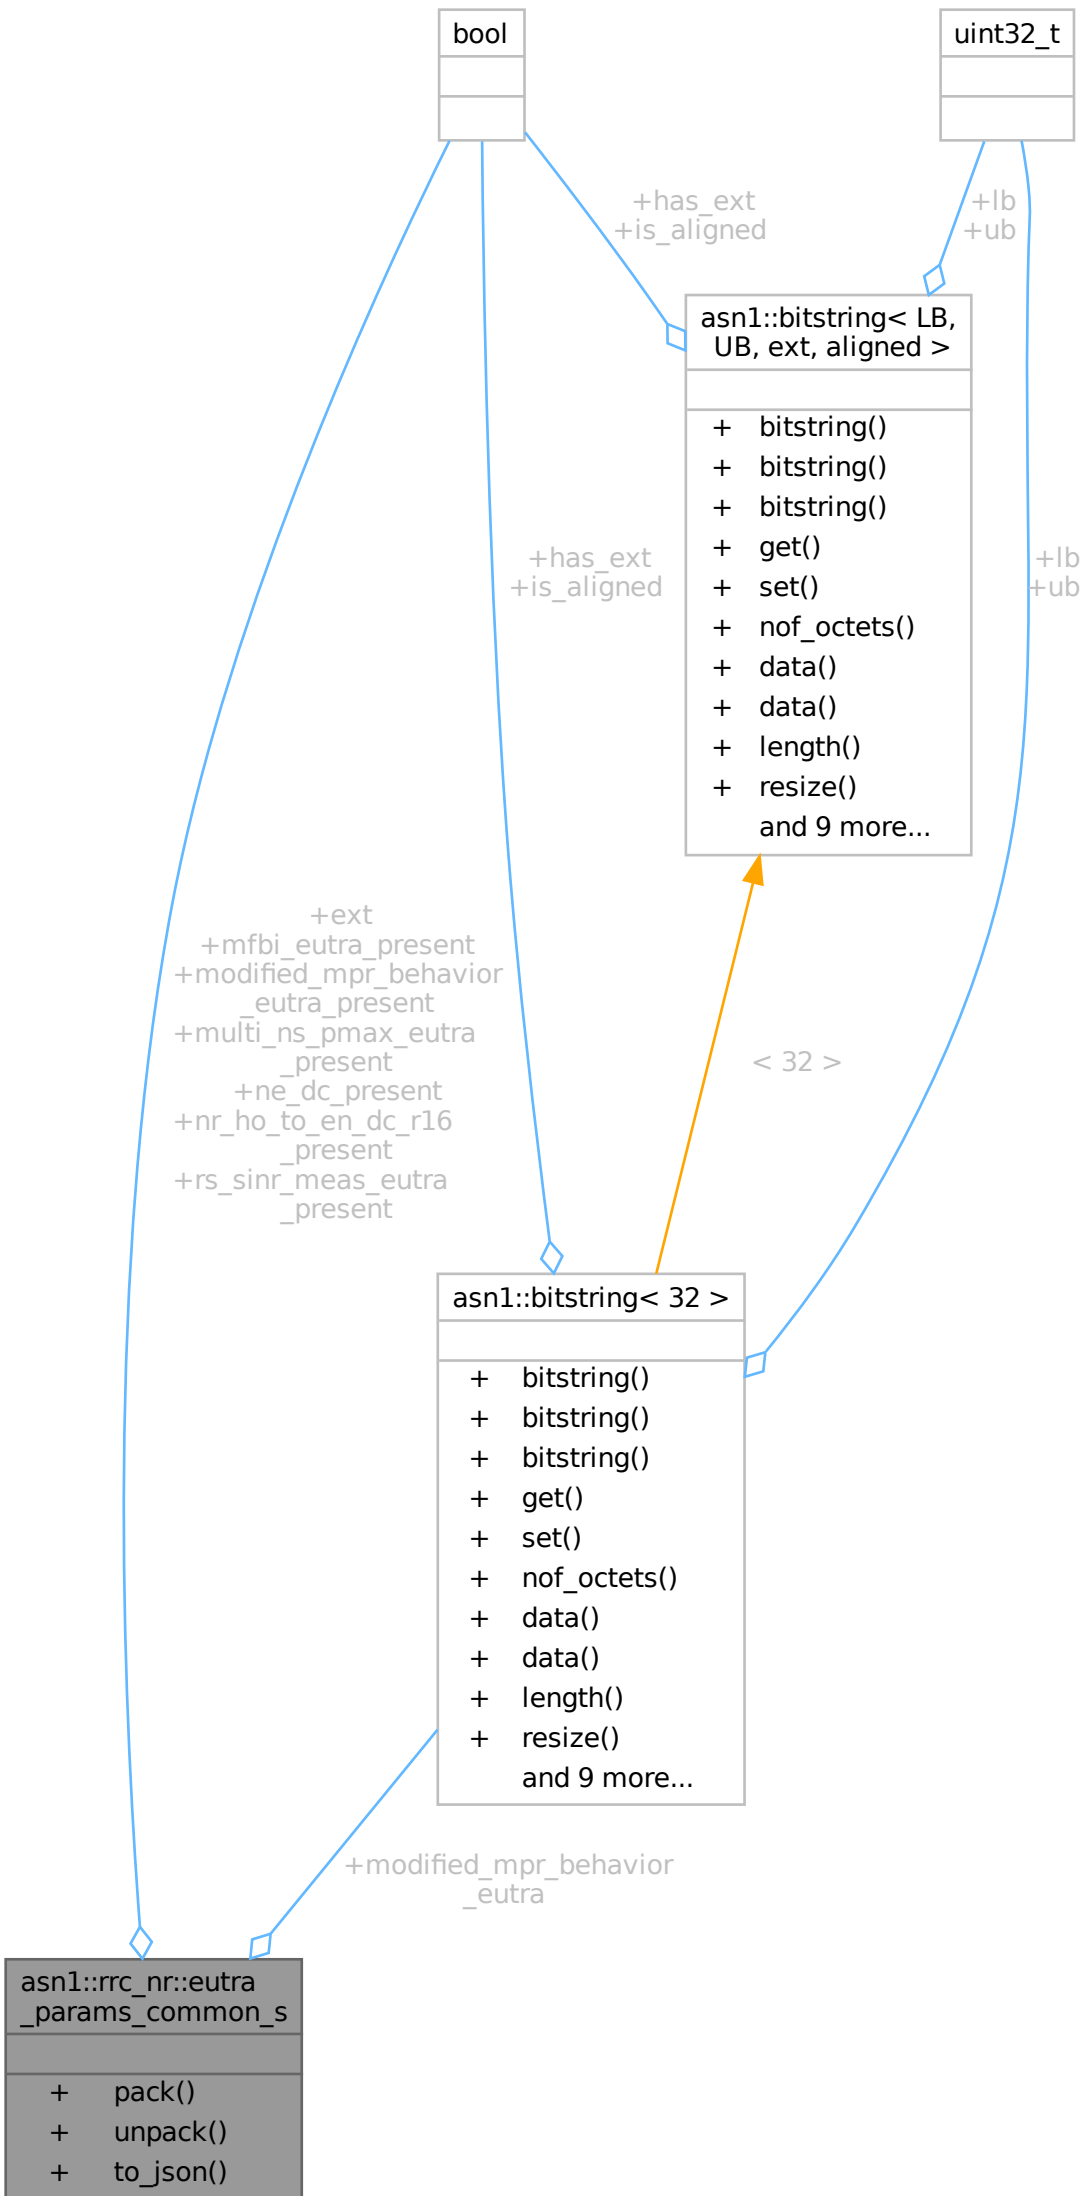 bool
uint32_t
+has_ext
+is_aligned
+lb
+ub
asn1::bitstring< LB,
UB, ext, aligned >
+ bitstring()
+ bitstring()
+ bitstring()
+ get()
+ set()
+ nof_octets()
+ data()
+ data()
+ length()
+ resize()
and 9 more...
+has_ext
+is_aligned
+lb
+ub
+ext
+mfbi_eutra_present
+modified_mpr_behavior
_eutra_present
+multi_ns_pmax_eutra
_present
+ne_dc_present
+nr_ho_to_en_dc_r16
_present
+rs_sinr_meas_eutra
_present
< 32 >
asn1::bitstring< 32 >
+ bitstring()
+ bitstring()
+ bitstring()
+ get()
+ set()
+ nof_octets()
+ data()
+ data()
+ length()
+ resize()
and 9 more...
+modified_mpr_behavior
_eutra
asn1::rrc_nr::eutra
_params_common_s
+ pack()
+ unpack()
+ to_json()